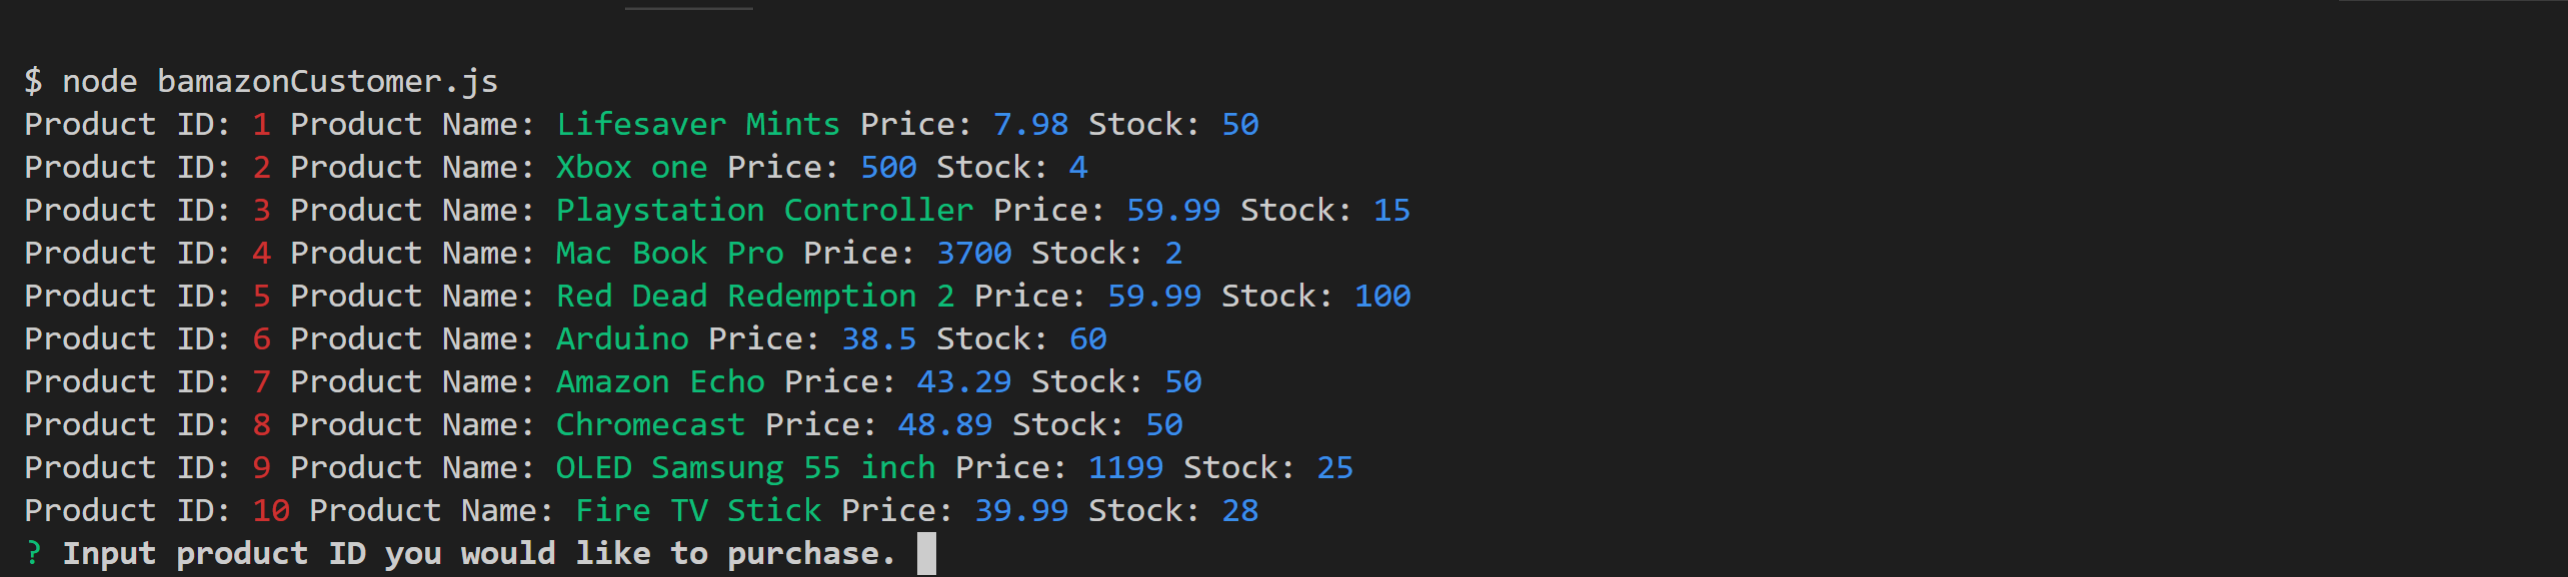 $ node bamazonCustomer.js
Product ID: 1 Product Name: Lifesaver Mints Price: 7.98 Stock: 50
Product ID: 2 Product Name: Xbox one Price: 500 Stock: 4
Product ID: 3 Product Name: Playstation Controller Price: 59.99 Stock: 15
Product ID: 4 Product Name: Mac Book Pro Price: 3700 Stock: 2
Product ID: 5 Product Name: Red Dead Redemption 2 Price: 59.99 Stock: 100
Product ID: 6 Product Name: Arduino Price: 38.5 Stock: 60
Product ID: 7 Product Name: Amazon Echo Price: 43.29 Stock: 50
Product ID: 8 Product Name: Chromecast Price: 48.89 Stock: 50
Product ID: 9 Product Name: OLED Samsung 55 inch Price: 1199 Stock: 25
Product ID: 10 Product Name: Fire TV Stick Price: 39.99 Stock: 28
? Input product ID you would like to purchase.